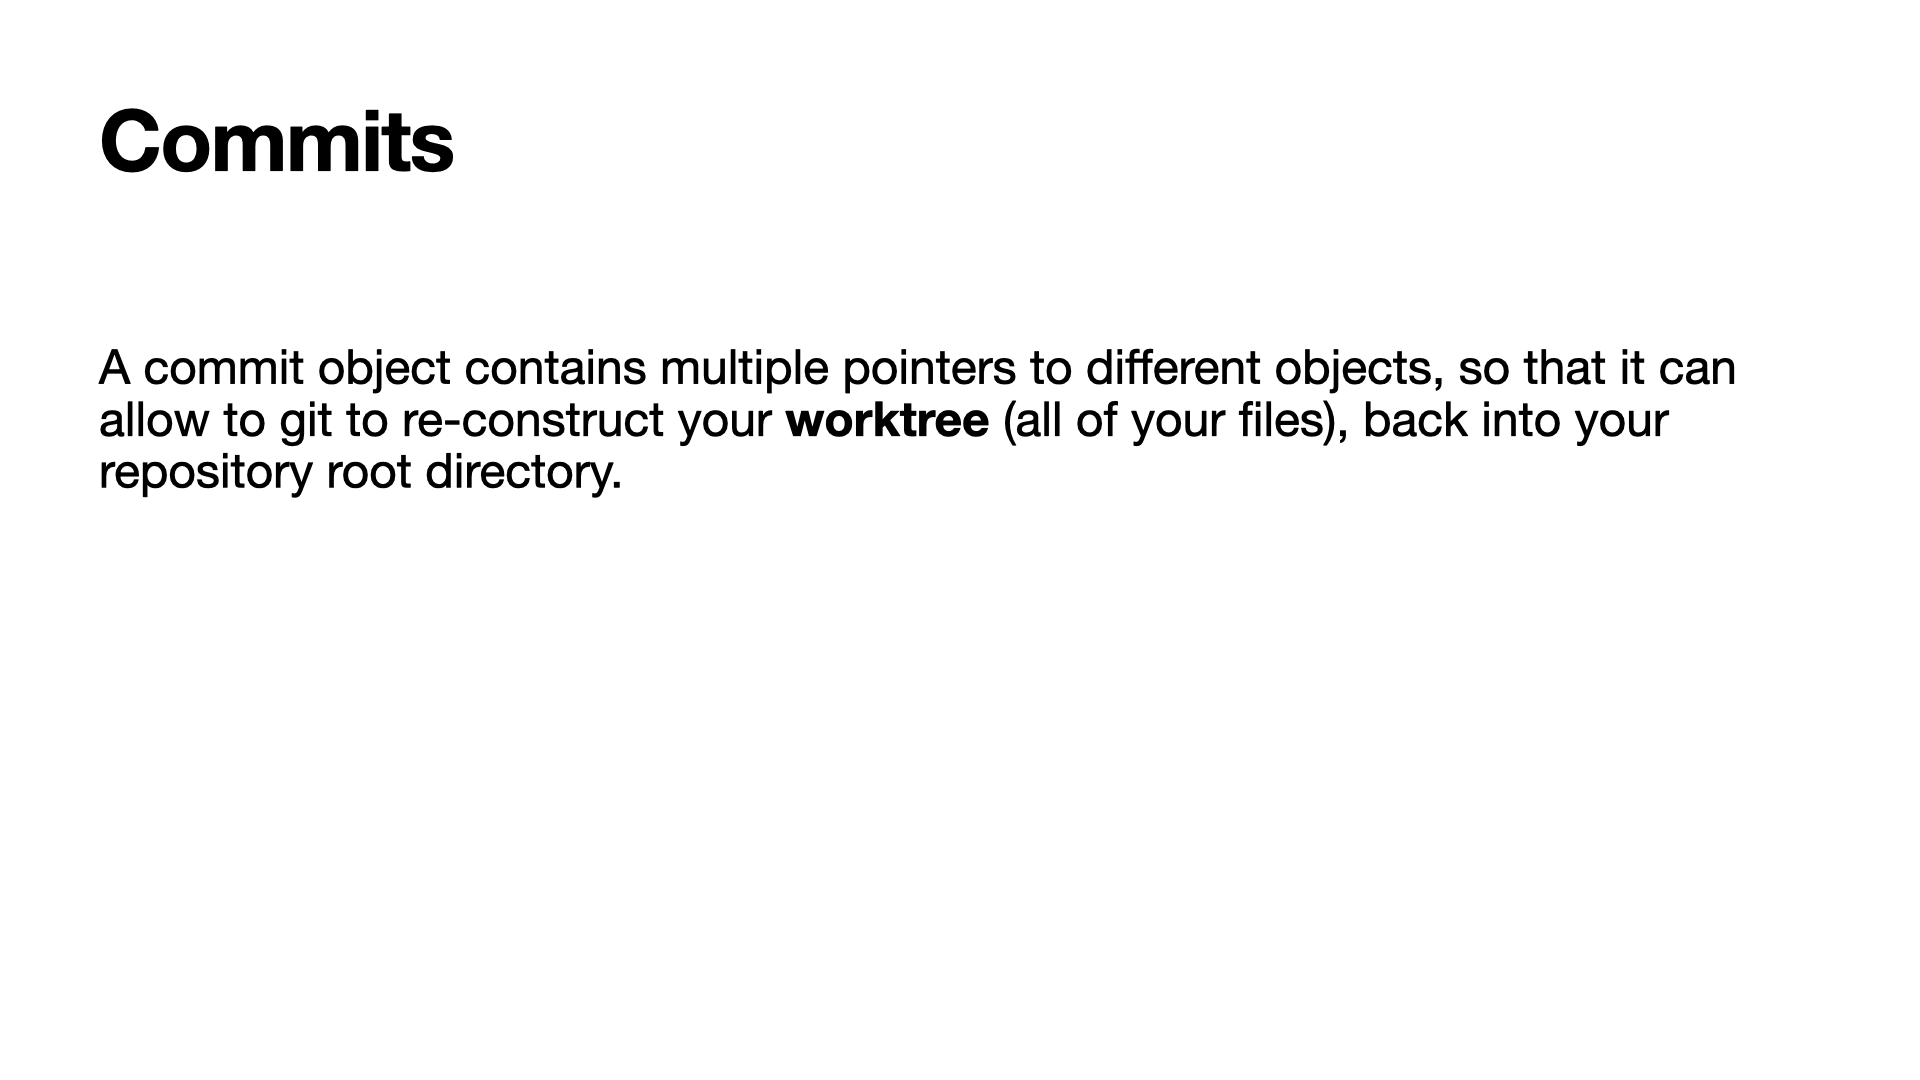 Commits
A commit object contains multiple pointers to different objects, so that it can
allow to git to re-construct your worktree (all of your files), back into your
repository root directory.